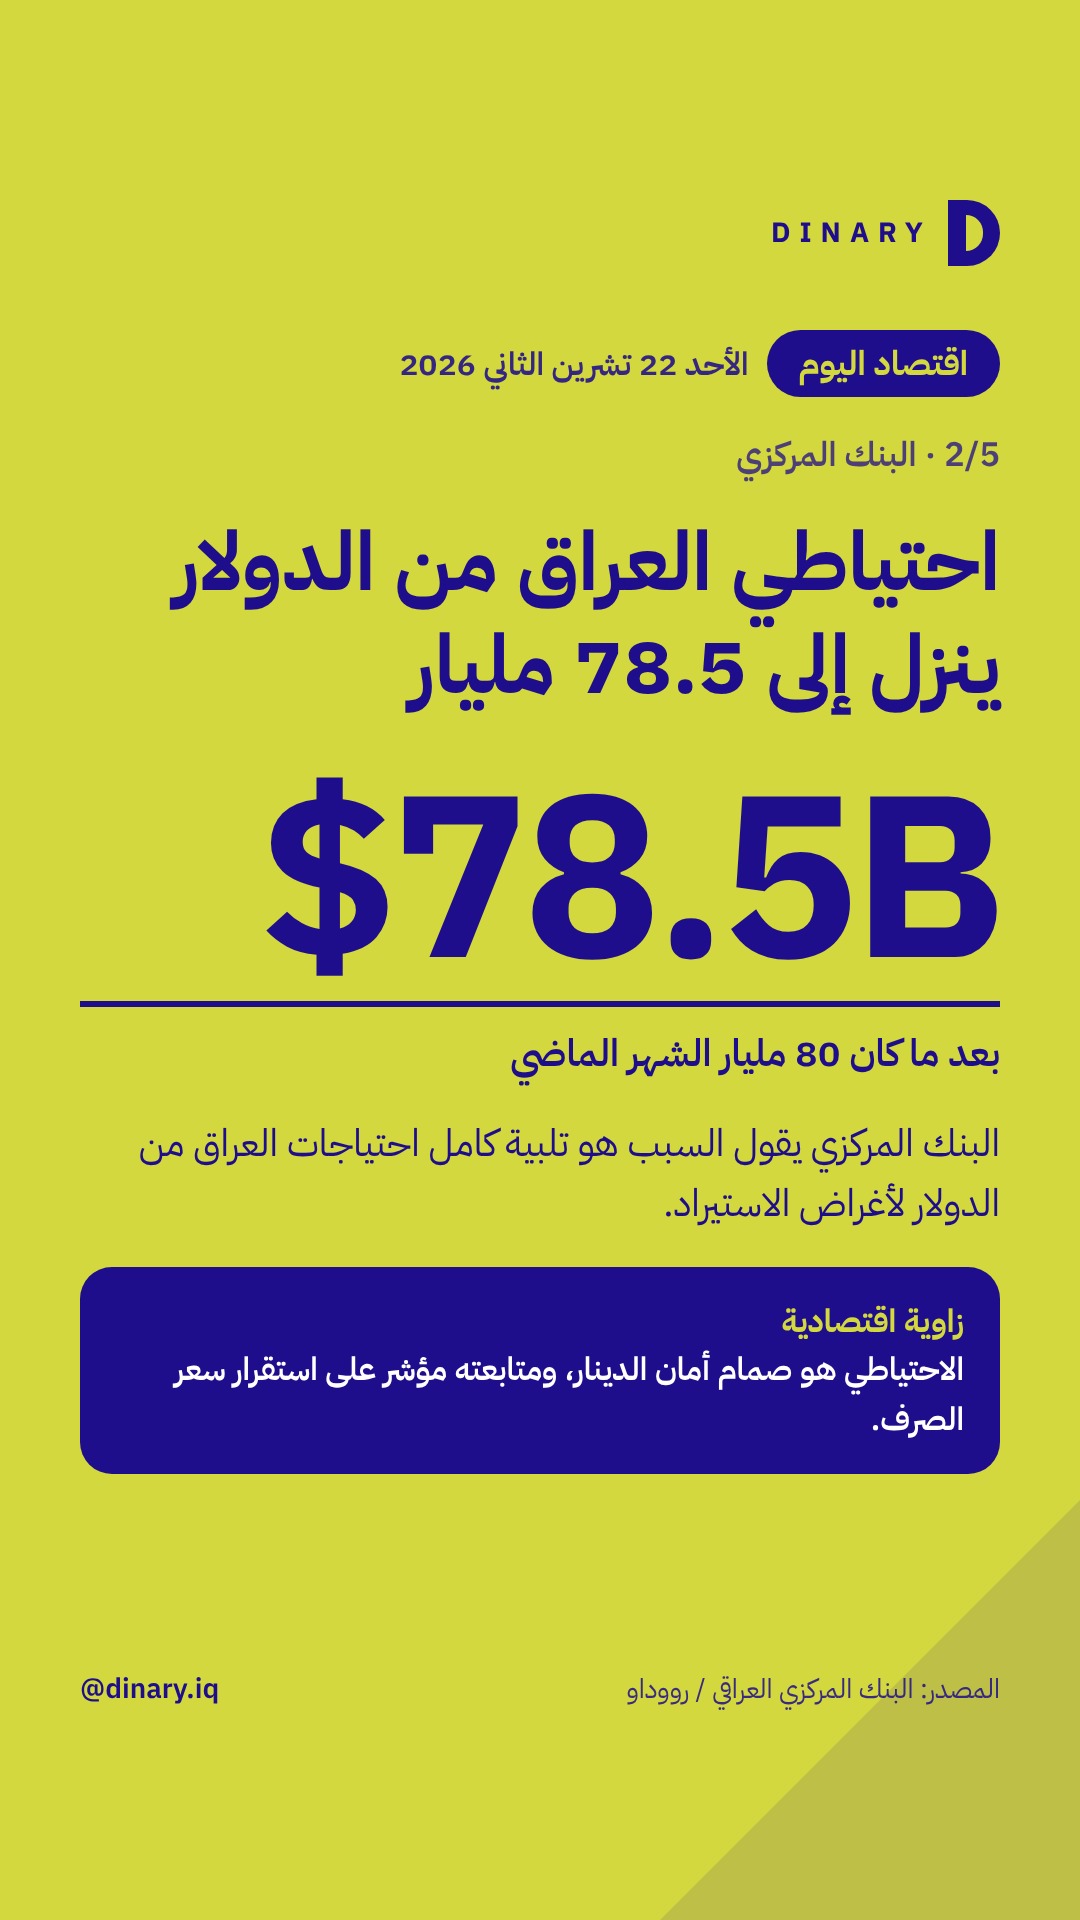 DINARY D
اقتصاد اليوم الأحد 22 تشرين الثاني 2026
2/5 · البنك المركزي
احتياطي العراق من الدولار
ينزل إلى 78.5 مليار
$78.5B
بعد ما كان 80 مليار الشهر الماضي
البنك المركزي يقول السبب هو تلبية كامل احتياجات العراق من
الدولار لأغراض الاستيراد.
زاوية اقتصادية
الاحتياطي هو صمام أمان الدينار، ومتابعته مؤشر على استقرار سعر
الصرف.
المصدر: البنك المركزي العراقي / رووداو
@dinary.iq